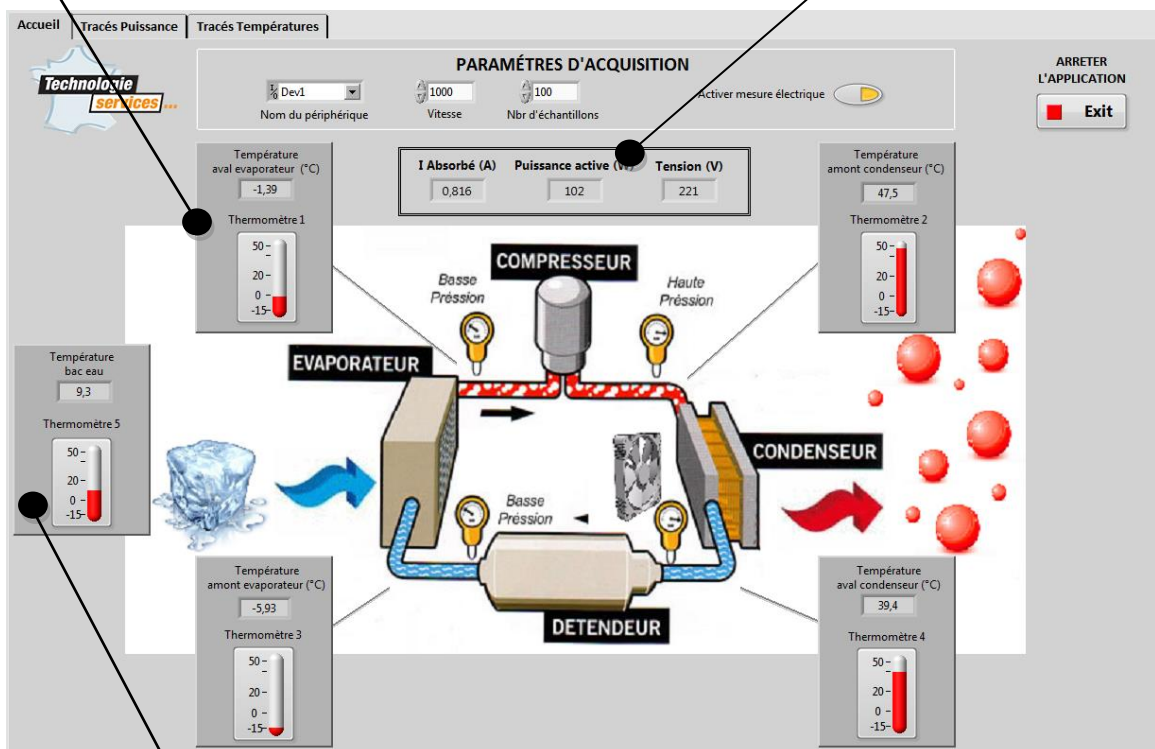 Accueil
Tracés Puissance
Tracés Températures
Technologie
services...
PARAMÉTRES D'ACQUISITION
Dev1
1000
100
Activer mesure électrique
Nom du périphérique
Vitesse
Nbr d'échantillons
ARRETER
L'APPLICATION
Exit
Température
aval evaporateur (°C)
-1,39
Thermomètre 1
50
20
0
-15
I Absorbé (A)
Puissance active (W)
Tension (V)
0,816
102
221
Température
amont condenseur (°C)
47,5
Thermomètre 2
50
20
0
-15
COMPRESSEUR
Basse
Préssion
Haute
Préssion
EVAPORATEUR
Température
bac eau
9,3
Thermomètre 5
50
20
0
-15
CONDENSEUR
Basse
Préssion
DETENDEUR
Température
amont evaporateur (°C)
-5,93
Thermomètre 3
50
20
0
-15
Température
aval condenseur (°C)
39,4
Thermomètre 4
50
20
0
-15